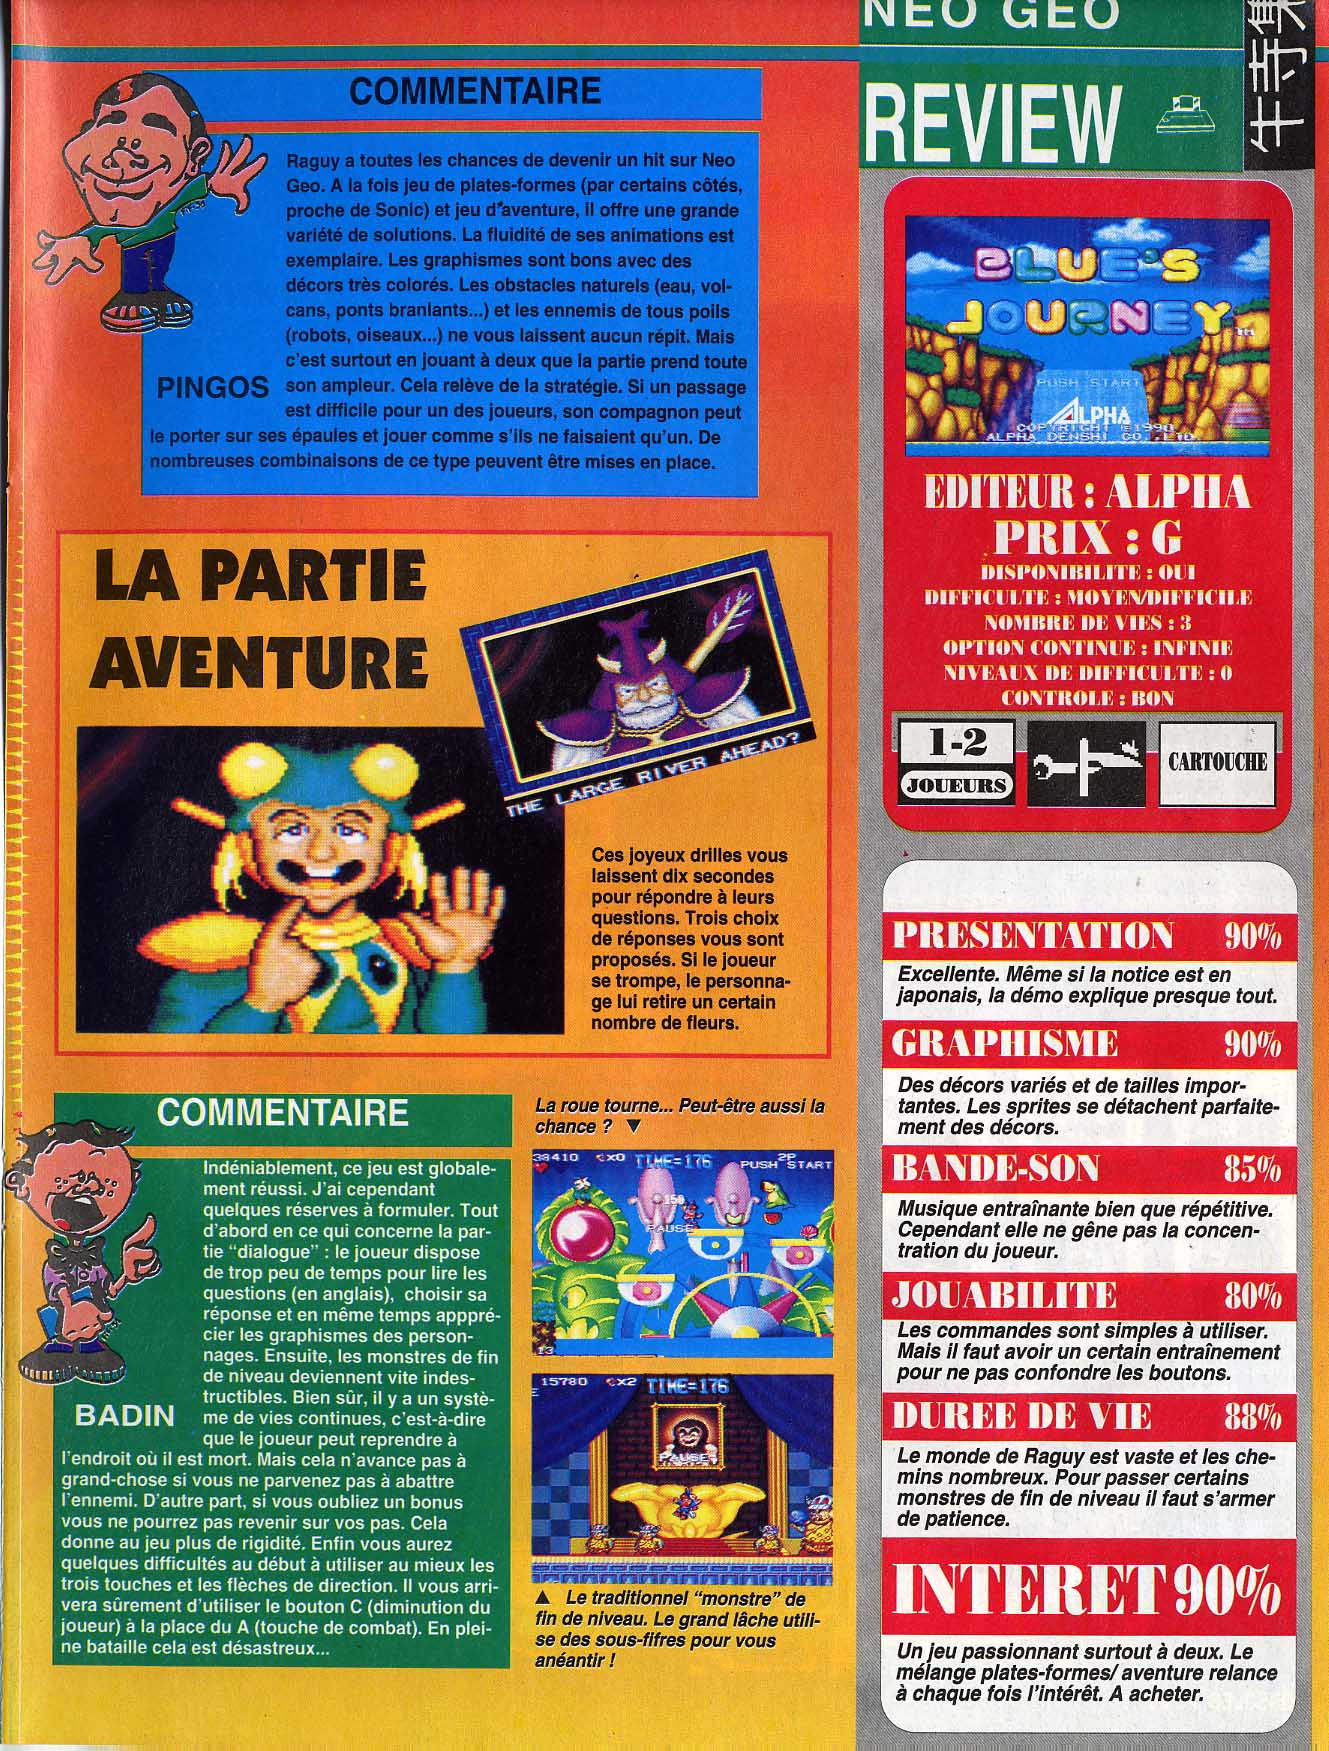 COMMENTAIRE
Raguy a toutes les chances de devenir un hit sur Neo
Geo. A la fois jeu de plates-formes (par certains côtés,
proche de Sonic) et jeu d'aventure, il offre une grande
variété de solutions. La fluidité de ses animations est
exemplaire. Les graphismes sont bons avec des
décors très colorés. Les obstacles naturels (eau, vol-
cans, ponts branlants...) et les ennemis de tous poils
(robots, oiseaux...) ne vous laissent aucun répit. Mais
c'est surtout en jouant à deux que la partie prend toute
son ampleur. Cela relève de la stratégie. Si un passage
est difficile pour un des joueurs, son compagnon peut
le porter sur ses épaules et jouer comme s'ils ne faisaient qu'un. De
nombreuses combinaisons de ce type peuvent être mises en place.
PINGOS
LA PARTIE
AVENTURE
THE LARGE RIVER AHEAD?
Ces joyeux drilles vous
laissent dix secondes
pour répondre à leurs
questions. Trois choix
de réponses vous sont
proposés. Si le joueur
se trompe, le personna-
ge lui retire un certain
nombre de fleurs.
COMMENTAIRE
Indéniablement, ce jeu est globale-
ment réussi. J'ai cependant
quelques réserves à formuler. Tout
d'abord en ce qui concerne la par-
tie "dialogue" : le joueur dispose
de trop peu de temps pour lire les
questions (en anglais), choisir sa
réponse et en même temps appré-
cier les graphismes des person-
nages. Ensuite, les monstres de fin
de niveau deviennent vite indes-
tructibles. Bien sûr, il y a un systè-
me de vies continues, c'est-à-dire
que le joueur peut reprendre à
l'endroit où il est mort. Mais cela n'avance pas à
grand-chose si vous ne parvenez pas à abattre
l'ennemi. D'autre part, si vous oubliez un bonus
vous ne pourrez pas revenir sur vos pas. Cela
donne au jeu plus de rigidité. Enfin vous aurez
quelques difficultés au début à utiliser au mieux les
trois touches et les flèches de direction. Il vous arri-
vera sûrement d'utiliser le bouton C (diminution du
joueur) à la place du A (touche de combat). En plei-
ne bataille cela est désastreux...
BADIN
La roue tourne... Peut-être aussi la
chance ? ▼
38410 x0 TIME=176 2P
PUSH START
150
PAUSE
13
15780 x2 TIME=176
PAUSE
▲ Le traditionnel "monstre" de
fin de niveau. Le grand lâche utili-
se des sous-fifres pour vous
anéantir !
NEO GEO
REVIEW
BLUE'S
JOURNEY TM
PUSH START
ALPHA
COPYRIGHT © 1990
ALPHA DENSHI CO. LTD.
EDITEUR : ALPHA
PRIX : G
DISPONIBILITE : OUI
DIFFICULTE : MOYEN/DIFFICILE
NOMBRE DE VIES : 3
OPTION CONTINUE : INFINIE
NIVEAUX DE DIFFICULTE : 0
CONTROLE : BON
1-2
JOUEURS
CARTOUCHE
PRESENTATION 90%
Excellente. Même si la notice est en
japonais, la démo explique presque tout.
GRAPHISME 90%
Des décors variés et de tailles impor-
tantes. Les sprites se détachent parfaite-
ment des décors.
BANDE-SON 85%
Musique entraînante bien que répétitive.
Cependant elle ne gêne pas la concen-
tration du joueur.
JOUABILITE 80%
Les commandes sont simples à utiliser.
Mais il faut avoir un certain entraînement
pour ne pas confondre les boutons.
DUREE DE VIE 88%
Le monde de Raguy est vaste et les che-
mins nombreux. Pour passer certains
monstres de fin de niveau il faut s'armer
de patience.
INTERET 90%
Un jeu passionnant surtout à deux. Le
mélange plates-formes/ aventure relance
à chaque fois l'intérêt. A acheter.